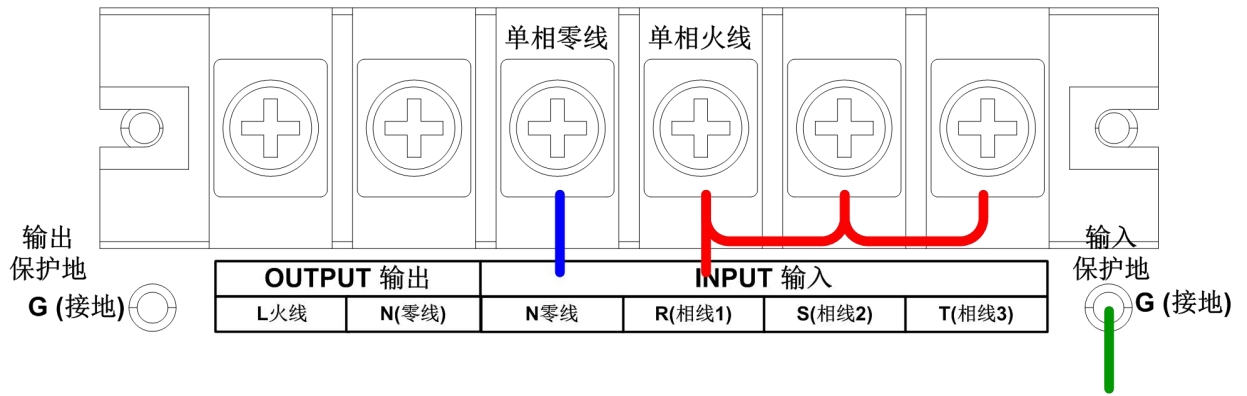 单相零线
单相火线
输出
保护地
G (接地)
OUTPUT 输出
INPUT 输入
L火线
N(零线)
N零线
R(相线1)
S(相线2)
T(相线3)
输入
保护地
G (接地)